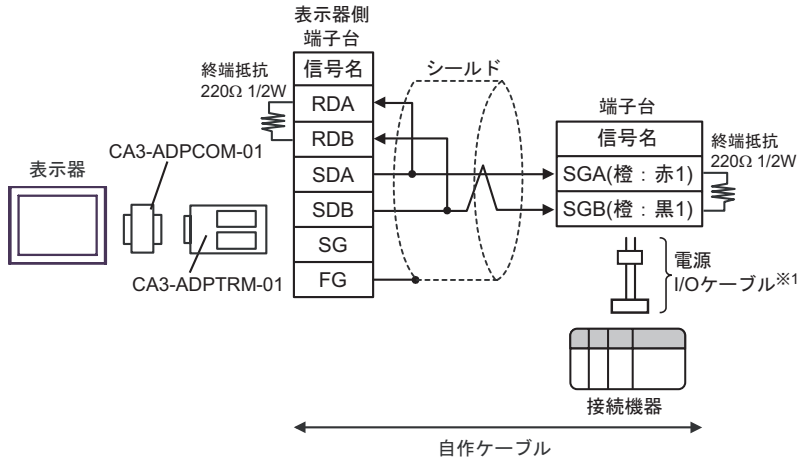 表示器側
端子台
終端抵抗
220Ω 1/2W
信号名
RDA
RDB
SDA
SDB
SG
FG
シールド
端子台
信号名
SGA(橙：赤1)
SGB(橙：黒1)
終端抵抗
220Ω 1/2W
表示器
CA3-ADPCOM-01
CA3-ADPTRM-01
電源
I/Oケーブル※1
接続機器
自作ケーブル